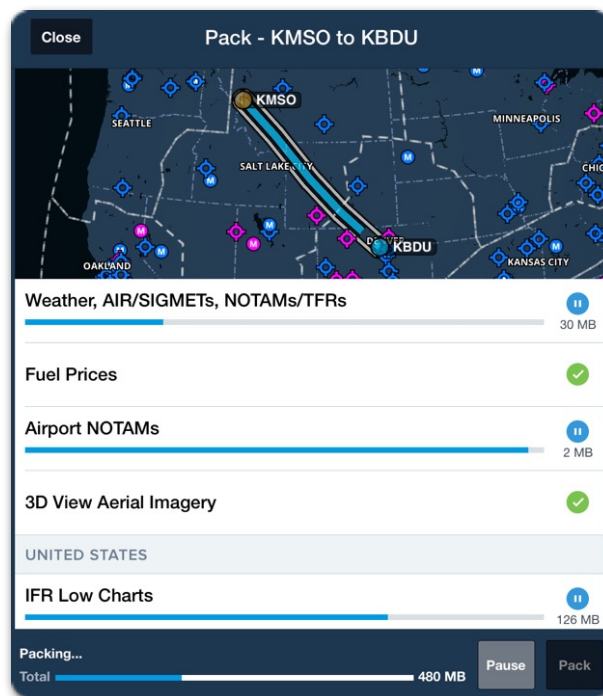 Close
Pack - KMSO to KBDU
KMSO
SEATTLE
MINNEAPOLIS
M
M
SALT LAKE CITY
CHIC
M
M
M
KBDU
M
M
OAKLAND
KANSAS CITY
Weather, AIR/SIGMETs, NOTAMs/TFRs
30 MB
Fuel Prices
Airport NOTAMs
2 MB
3D View Aerial Imagery
UNITED STATES
IFR Low Charts
126 MB
Packing...
Total
480 MB
Pause
Pack